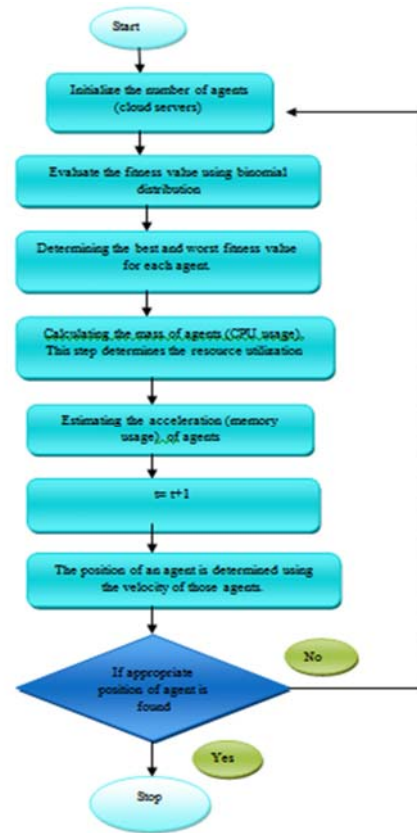 Start
Initialize the number of agents
(cloud servers)
Evaluate the fitness value using binomial
distribution
Determining the best and worst fitness value
for each agent.
Calculating the mass of agents (CPU usage).
This step determines the resource utilization
Estimating the acceleration (memory
usage), of agents
t= t+1
The position of an agent is determined using
the velocity of those agents.
If appropriate
position of agent is
found
No
Yes
Stop